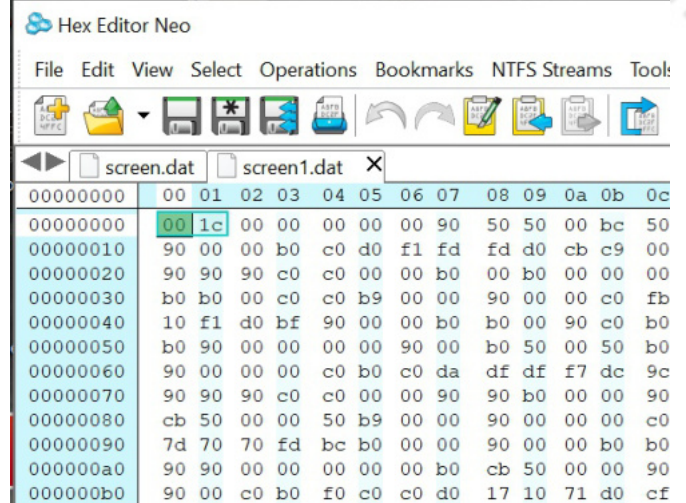 Hex Editor Neo
File Edit View Select Operations Bookmarks NTFS Streams Tools
screen.dat screen1.dat
00000000 00 01 02 03 04 05 06 07 08 09 0a 0b 0c
00000000 00 1c 00 00 00 00 00 90 50 50 00 bc 50
00000010 90 00 00 b0 c0 d0 f1 fd fd d0 cb c9 00
00000020 90 90 90 c0 c0 00 00 b0 00 b0 00 00 00
00000030 b0 b0 00 c0 c0 b9 00 00 90 00 00 c0 fb
00000040 10 f1 d0 bf 90 00 00 b0 b0 00 90 c0 b0
00000050 b0 90 00 00 00 00 90 00 b0 50 00 50 b0
00000060 90 00 00 00 c0 b0 c0 da df df f7 dc 9c
00000070 90 90 90 c0 c0 00 00 90 90 b0 00 00 90
00000080 cb 50 00 00 50 b9 00 00 90 00 00 00 c0
00000090 7d 70 70 fd bc b0 00 00 90 00 00 b0 b0
000000a0 90 90 00 00 00 00 00 b0 cb 50 00 00 90
000000b0 90 00 c0 b0 f0 c0 c0 d0 17 10 71 d0 cf